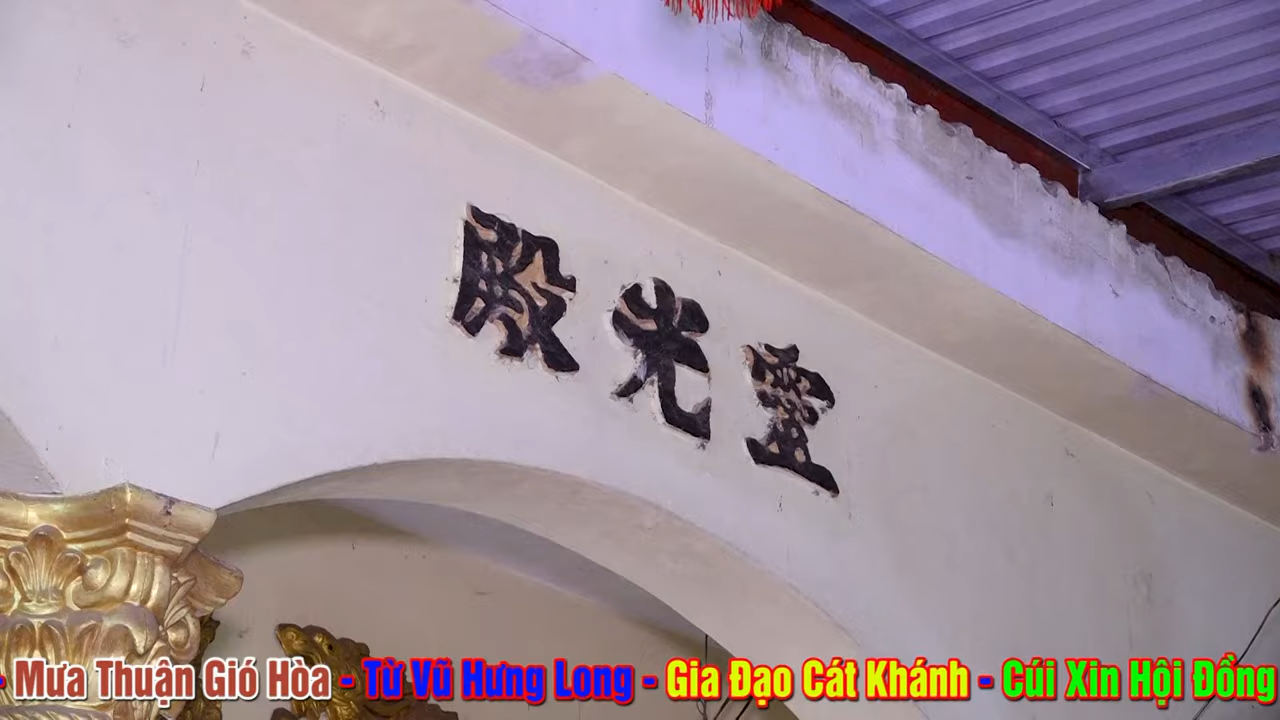 靈光殿
- Mưa Thuận Gió Hòa - Từ Vũ Hưng Long - Gia Đạo Cát Khánh - Cúi Xin Hội Đồng